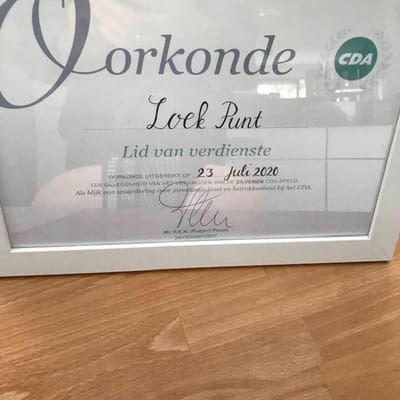 Oorkonde
CDA
Loek Punt
Lid van verdienste
OORKONDE UITGEREIKT OP 23 Juli 2020
TER GELEGENHEID VAN HET VERKRIJGEN VAN DE ZILVEREN CDA-SPELD.
Als blijk van waardering voor jarenlange inzet en betrokkenheid bij het CDA.
Mr. R.E.H. (Rutger) Ploum
partijvoorzitter